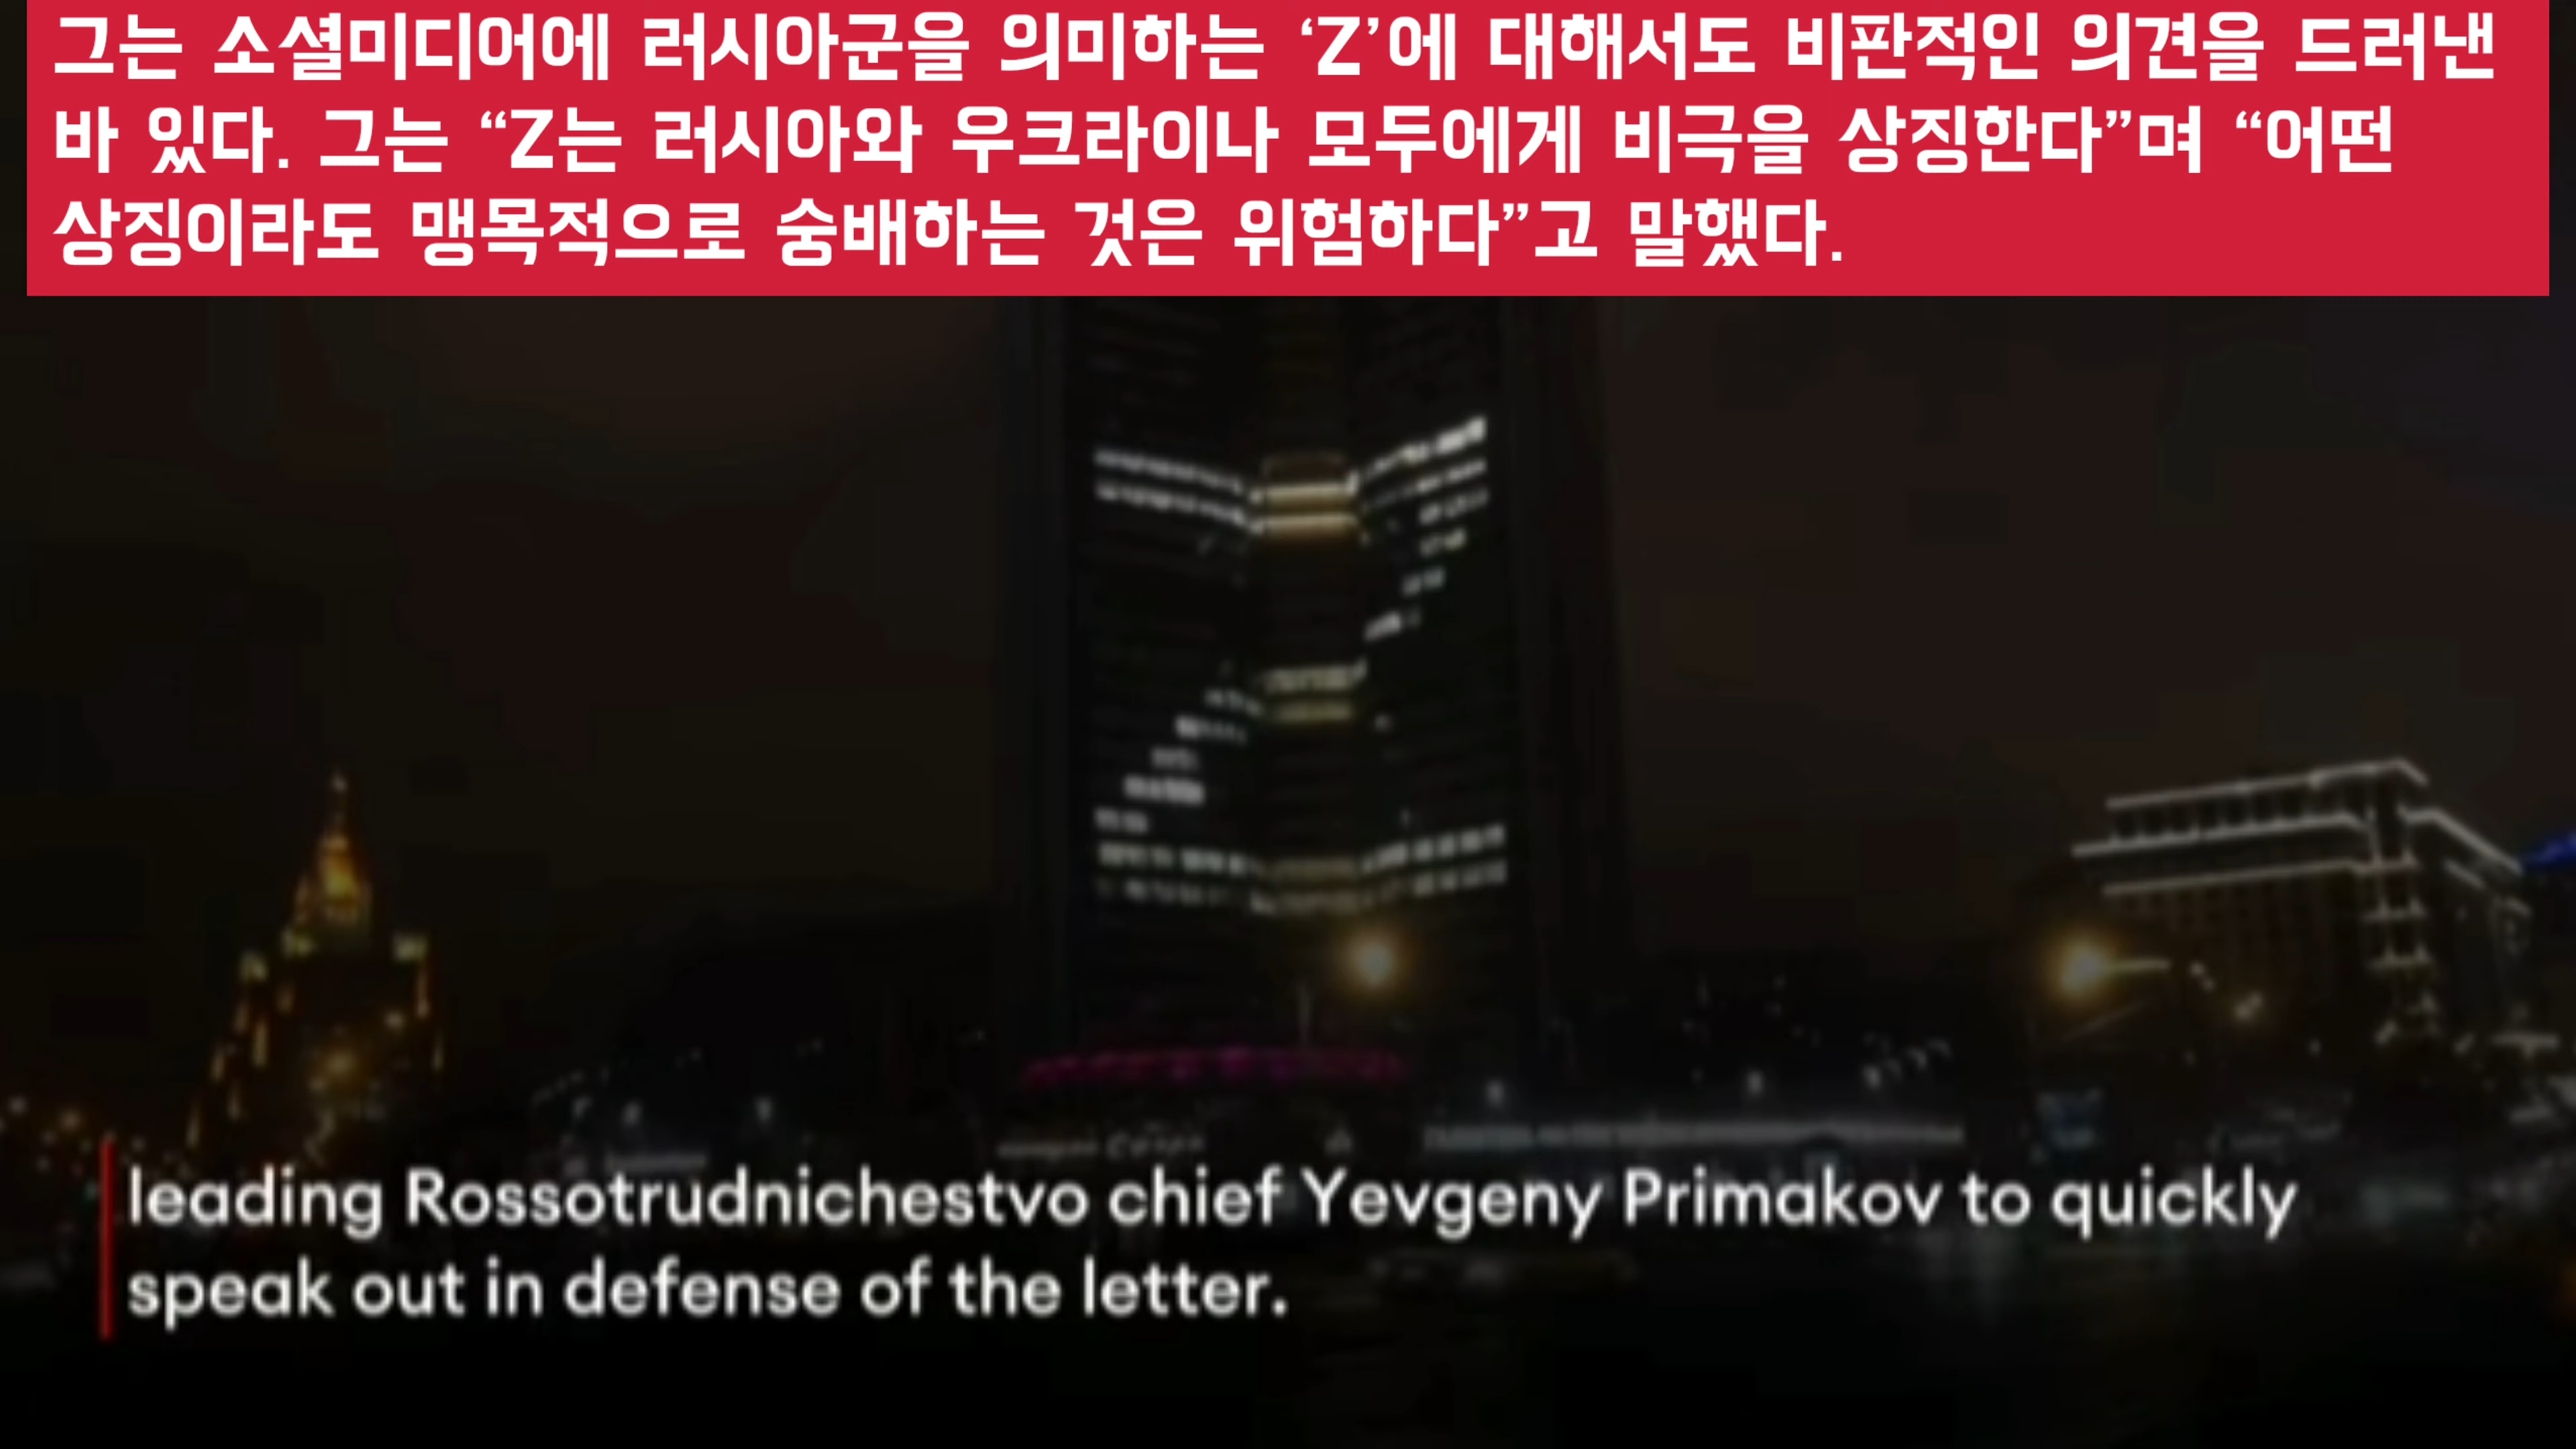 그는 소셜미디어에 러시아군을 의미하는 ‘Z’에 대해서도 비판적인 의견을 드러낸
바 있다. 그는 “Z는 러시아와 우크라이나 모두에게 비극을 상징한다”며 “어떤
상징이라도 맹목적으로 숭배하는 것은 위험하다”고 말했다.
leading Rossotrudnichestvo chief Yevgeny Primakov to quickly
speak out in defense of the letter.